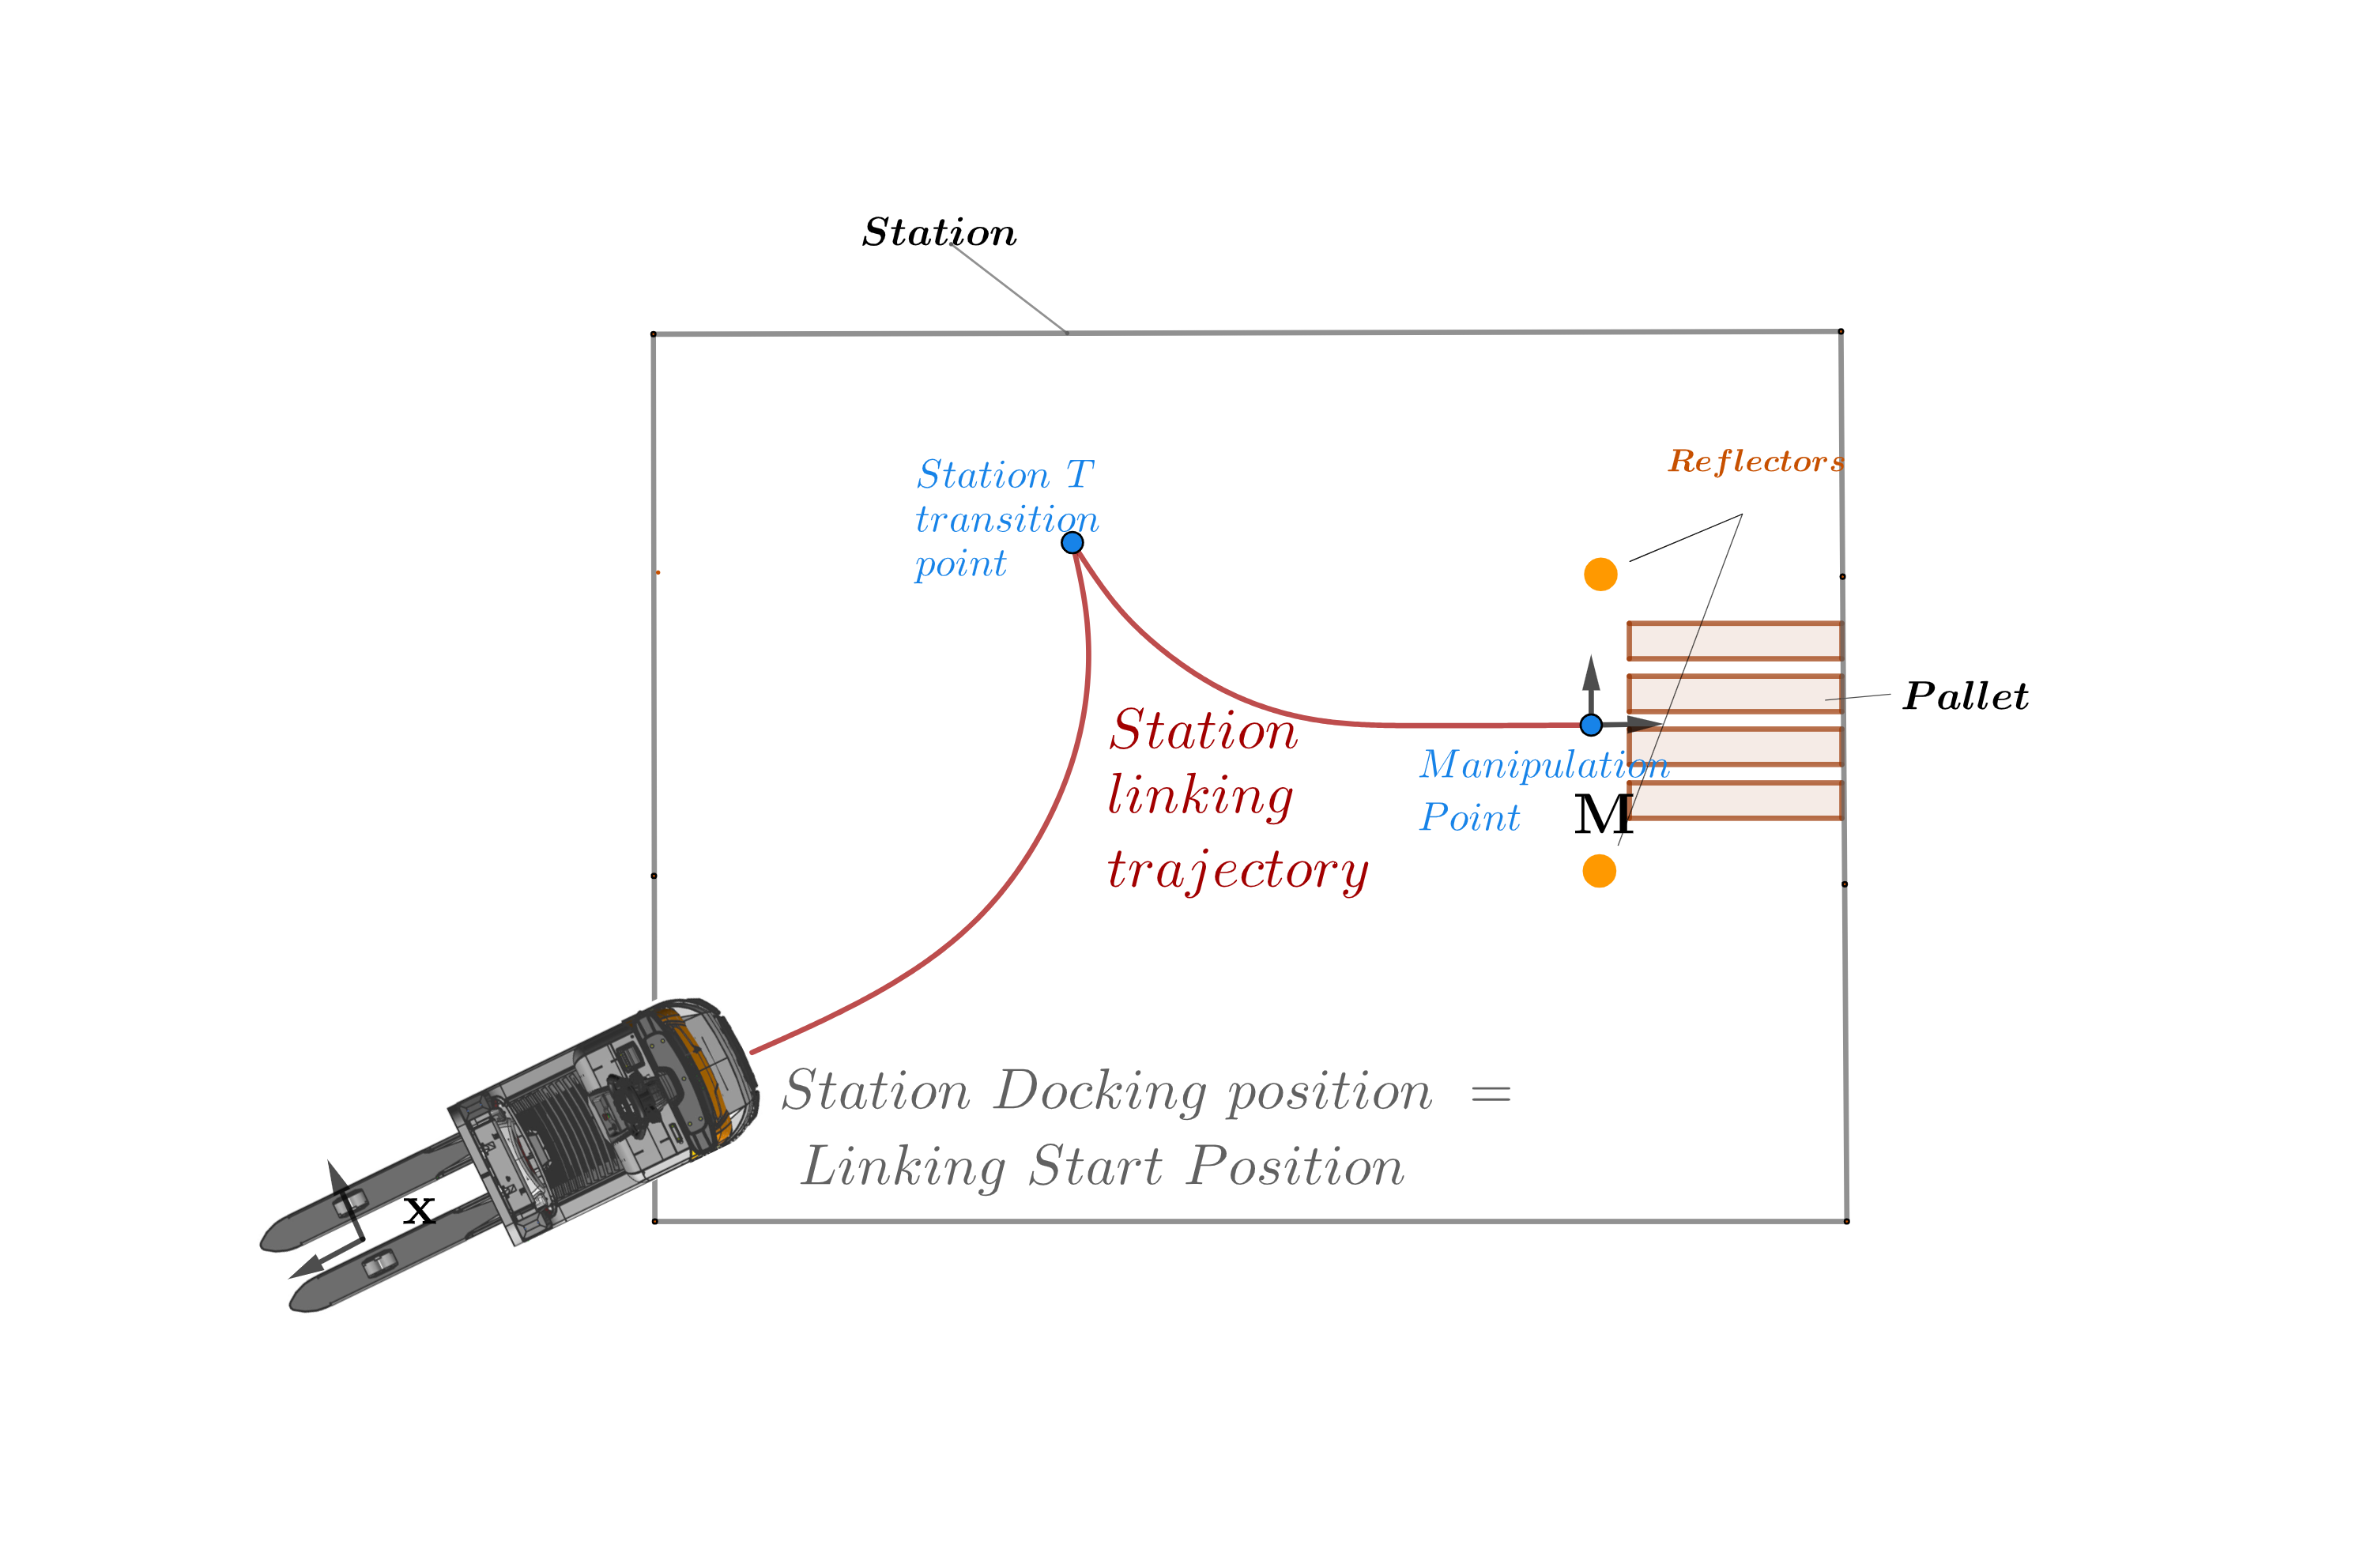 Station
Reflectors
Station T
transition
point
Pallet
Station
linking
trajectory
Manipulation
Point
M
Station Docking position =
Linking Start Position
x